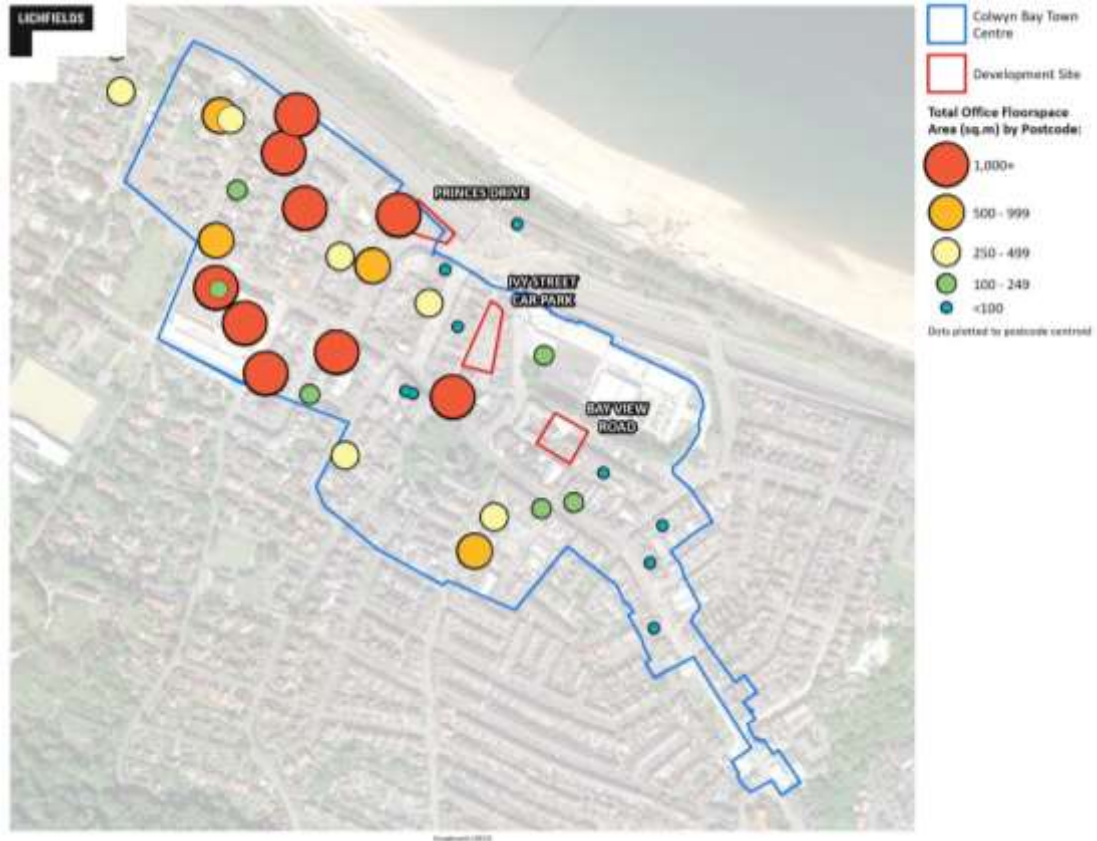 LICHFIELDS
PRINCES DRIVE
IVY STREET
CAR PARK
BAY VIEW
ROAD
Colwyn Bay Town
Centre
Development Site
Total Office Floorspace
Area (sq.m) by Postcode:
1,000+
500 - 999
250 - 499
100 - 249
<100
Dots plotted to postcode centroid